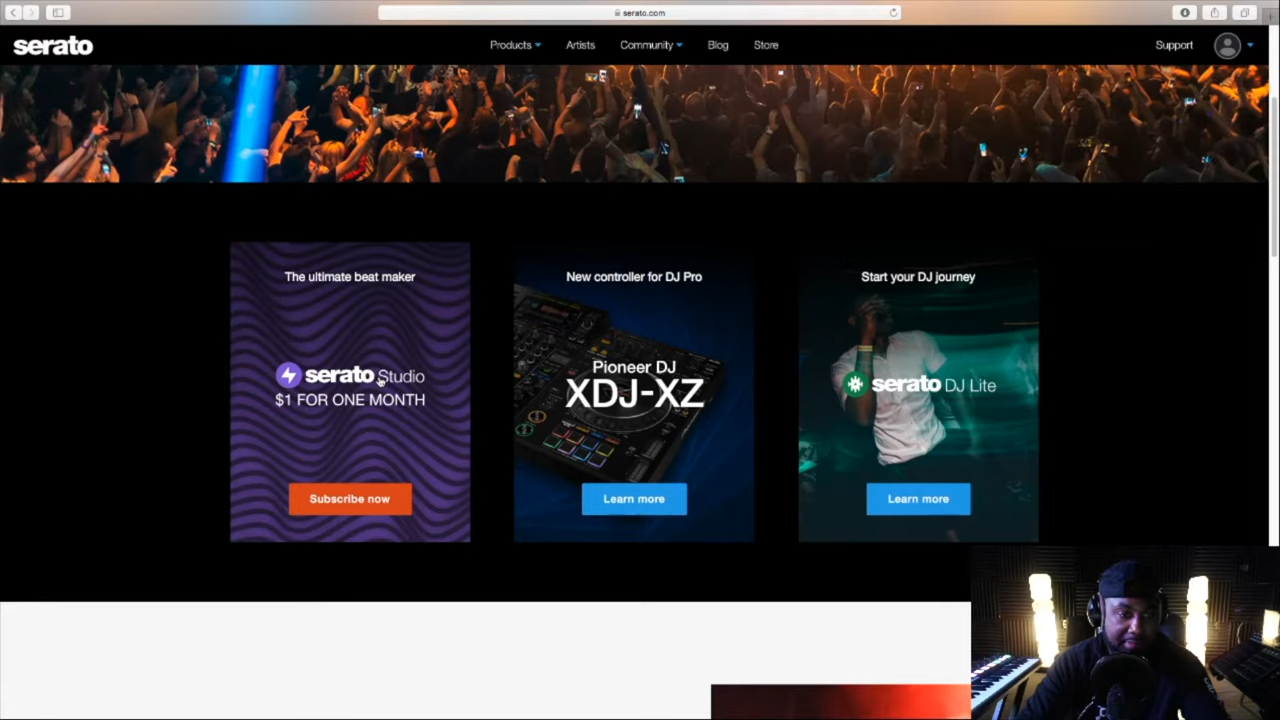 serato.com
serato
Products
Artists
Community
Blog
Store
Support
The ultimate beat maker
serato Studio
$1 FOR ONE MONTH
Subscribe now
New controller for DJ Pro
Pioneer DJ
XDJ-XZ
Learn more
Start your DJ journey
serato DJ Lite
Learn more